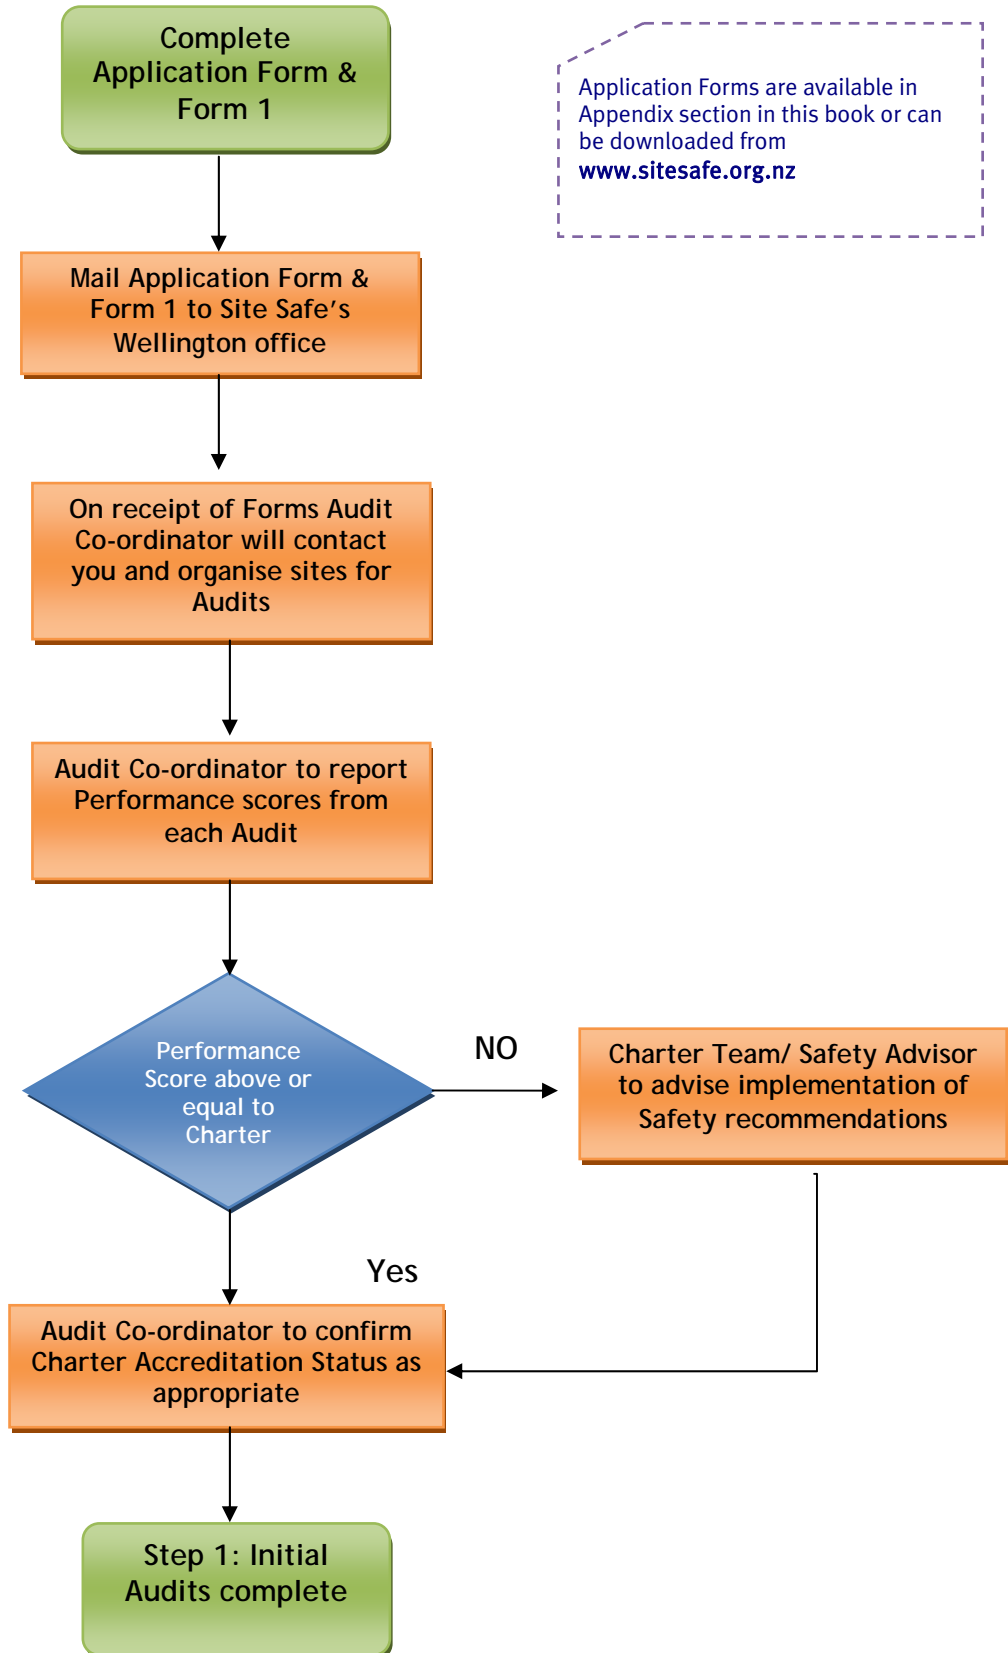 Complete
Application Form &
Form 1
Application Forms are available in
Appendix section in this book or can
be downloaded from
www.sitesafe.org.nz
Mail Application Form &
Form 1 to Site Safe’s
Wellington office
On receipt of Forms Audit
Co-ordinator will contact
you and organise sites for
Audits
Audit Co-ordinator to report
Performance scores from
each Audit
Performance
Score above or
equal to
Charter
NO
Charter Team/ Safety Advisor
to advise implementation of
Safety recommendations
Yes
Audit Co-ordinator to confirm
Charter Accreditation Status as
appropriate
Step 1: Initial
Audits complete